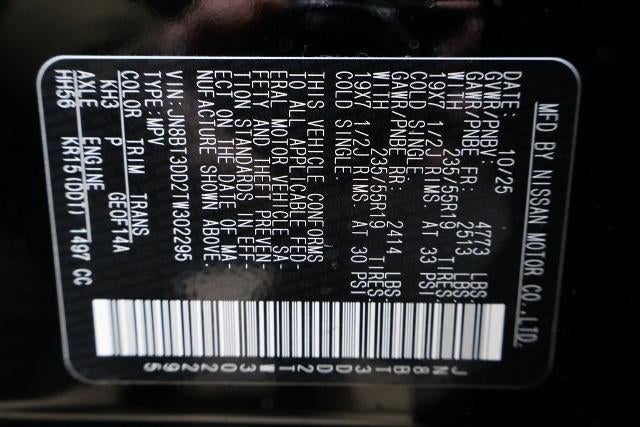 MFD BY NISSAN MOTOR CO.,LTD.
DATE: 10/25
GVWR/PNBV: 4773 LBS.
GAWR/PNBE FR: 2513 LBS.
WITH 235/55R19 TIRES,
19X7 1/2J RIMS, AT 33 PSI
COLD SINGLE.
GAWR/PNBE RR: 2414 LBS.
WITH 235/55R19 TIRES,
19X7 1/2J RIMS, AT 30 PSI
COLD SINGLE.
THIS VEHICLE CONFORMS
TO ALL APPLICABLE FED-
ERAL MOTOR VEHICLE SA-
FETY AND THEFT PREVEN-
TION STANDARDS IN EFF-
ECT ON THE DATE OF MA-
NUFACTURE SHOWN ABOVE.
VIN: JN8BT3DD2TW302295
TYPE: MPV
COLOR TRIM TRANS
KH3 P GE0F14A
AXLE ENGINE
HH56 KR15(DDT) 1497 CC
JN8BT3DD2TW302295